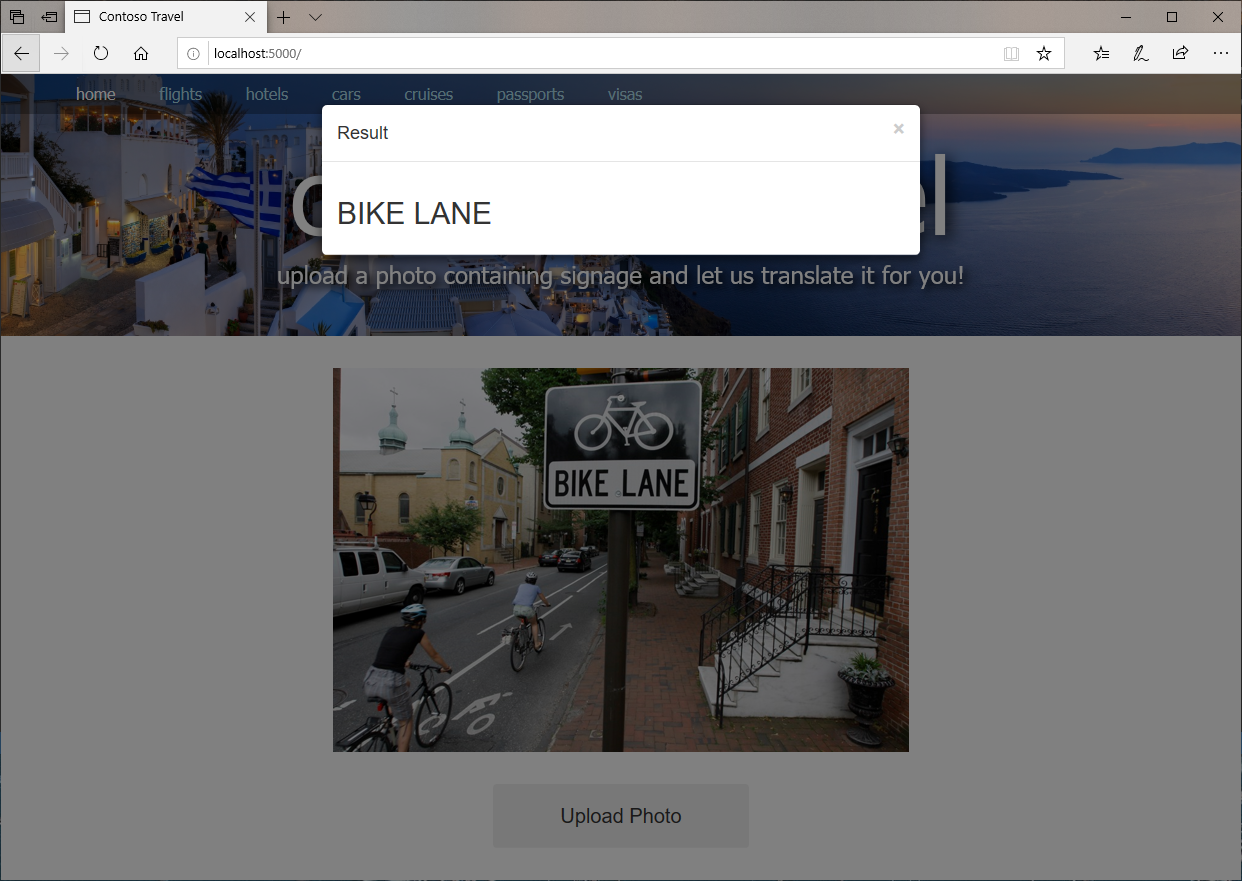 Contoso Travel
localhost:5000/
home flights hotels cars cruises passports visas
Result ×
BIKE LANE
upload a photo containing signage and let us translate it for you!
BIKE LANE
Upload Photo